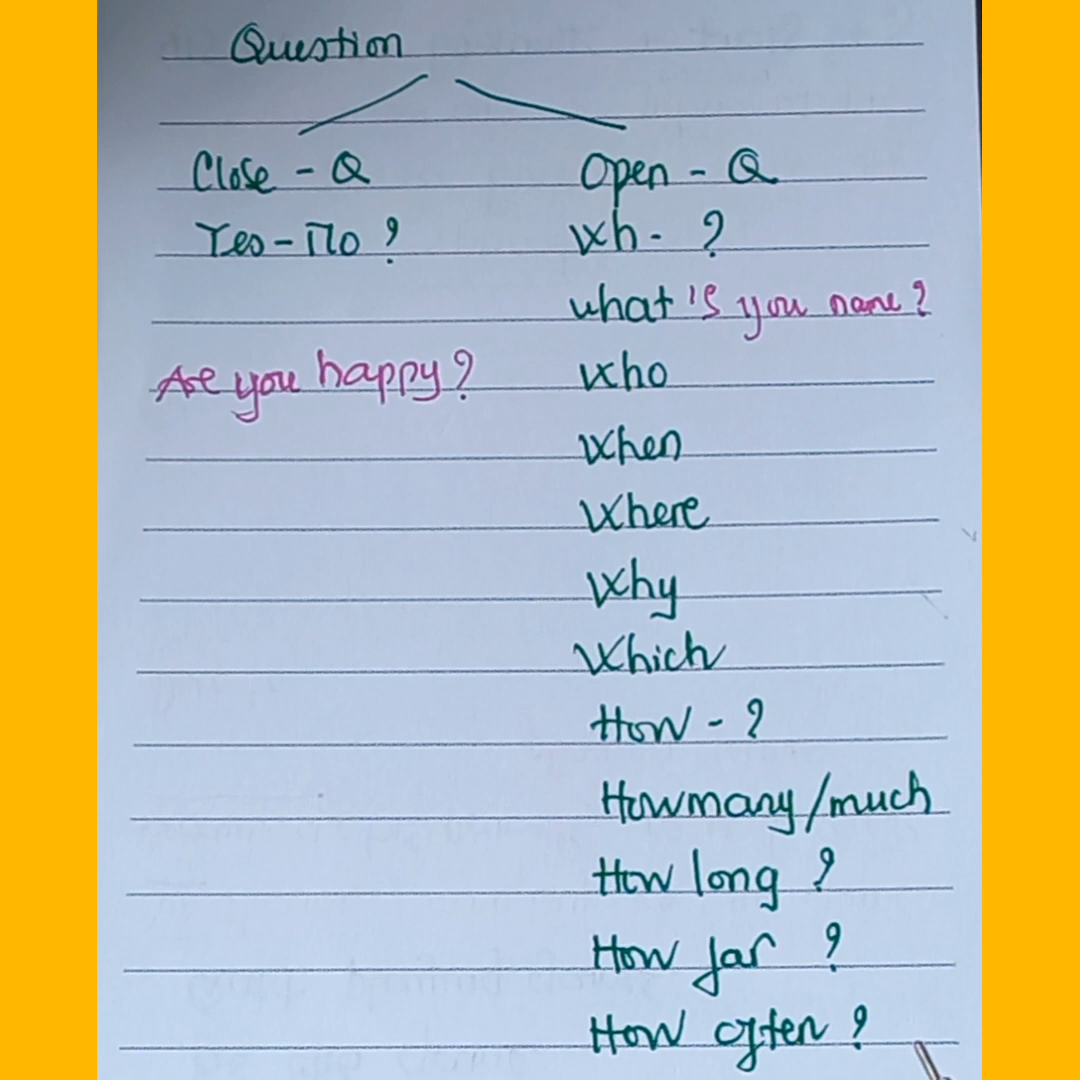 Question
Close - Q Open - Q
Yes - No ? Wh - ?
what 's you name ?
Are you happy ? Who
When
Where
Why
Which
How - ?
Howmany / much
How long ?
How far ?
How often ?